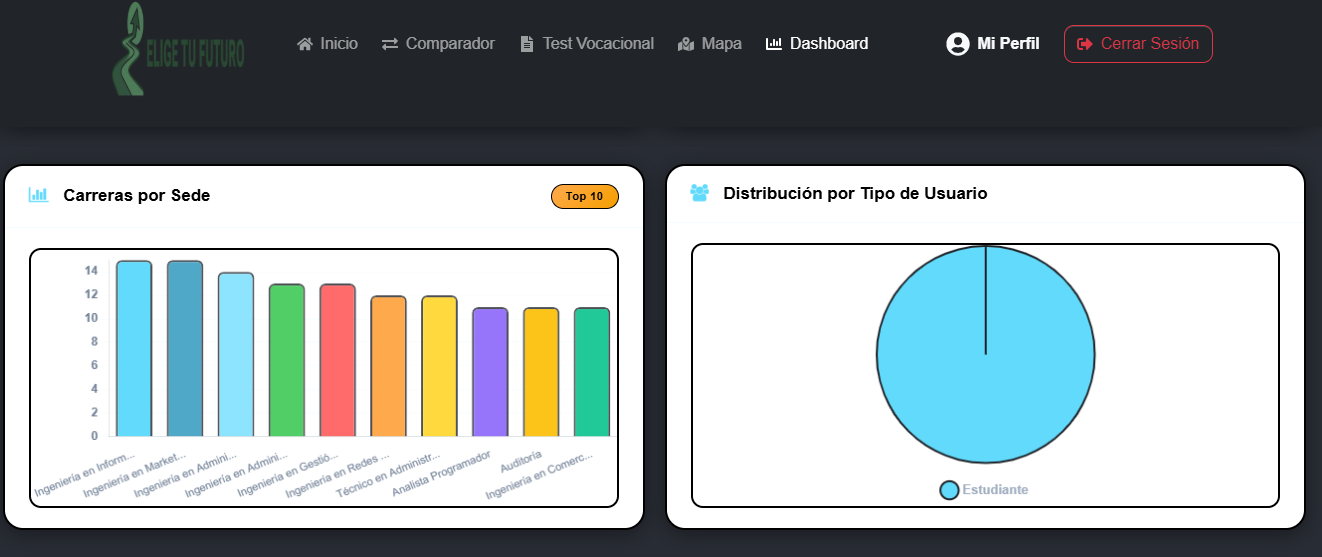 ELIGE TU FUTURO
Inicio
Comparador
Test Vocacional
Mapa
Dashboard
Mi Perfil
Cerrar Sesión
Carreras por Sede
Top 10
14
12
10
8
6
4
2
0
Ingeniería en Inform...
Ingeniería en Market...
Ingeniería en Admini...
Ingeniería en Admini...
Ingeniería en Gestió...
Ingeniería en Redes ...
Técnico en Administr...
Analista Programador
Auditoría
Ingeniería en Comerc...
Distribución por Tipo de Usuario
Estudiante